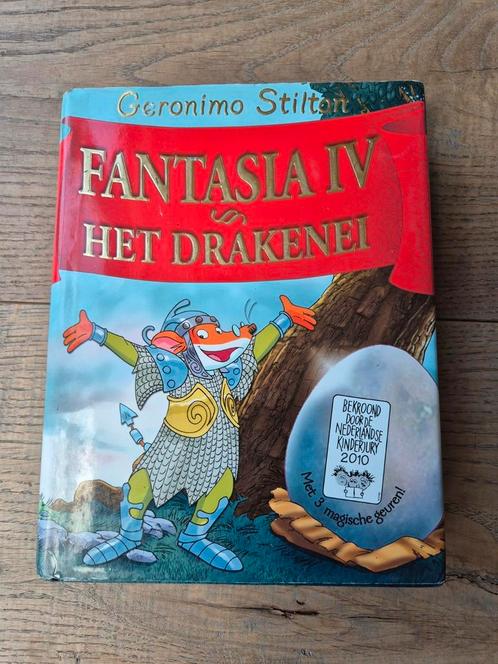 Geronimo Stilton
FANTASIA IV
HET DRAKENEI
BEKROOND
DOOR DE
NEDERLANDSE
KINDERJURY
2010
Met 3 magische geuren!